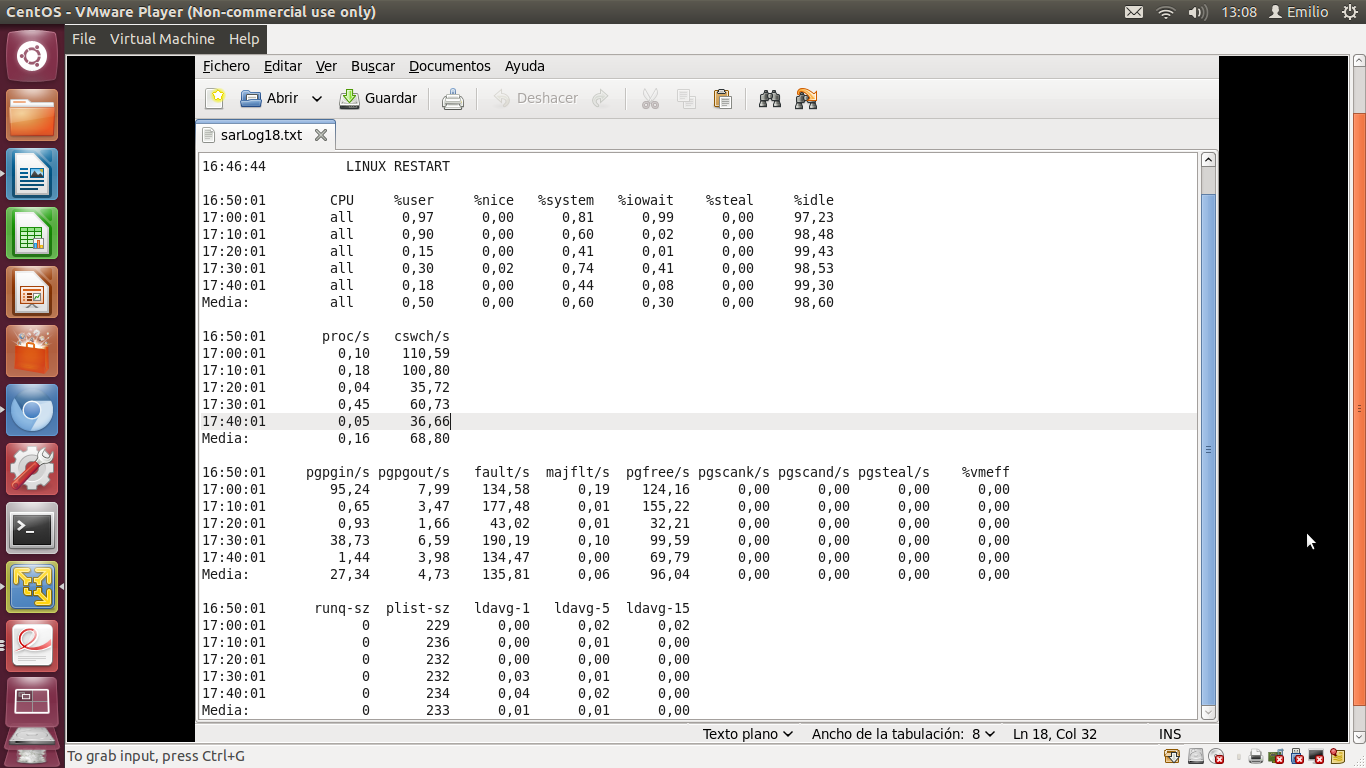 CentOS - VMware Player (Non-commercial use only) 13:08 Emilio
File Virtual Machine Help
Fichero Editar Ver Buscar Documentos Ayuda
Abrir Guardar Deshacer
sarLog18.txt
16:46:44 LINUX RESTART
16:50:01 CPU %user %nice %system %iowait %steal %idle
17:00:01 all 0,97 0,00 0,81 0,99 0,00 97,23
17:10:01 all 0,90 0,00 0,60 0,02 0,00 98,48
17:20:01 all 0,15 0,00 0,41 0,01 0,00 99,43
17:30:01 all 0,30 0,02 0,74 0,41 0,00 98,53
17:40:01 all 0,18 0,00 0,44 0,08 0,00 99,30
Media: all 0,50 0,00 0,60 0,30 0,00 98,60
16:50:01 proc/s cswch/s
17:00:01 0,10 110,59
17:10:01 0,18 100,80
17:20:01 0,04 35,72
17:30:01 0,45 60,73
17:40:01 0,05 36,66
Media: 0,16 68,80
16:50:01 pgpgin/s pgpgout/s fault/s majflt/s pgfree/s pgscank/s pgscand/s pgsteal/s %vmeff
17:00:01 95,24 7,99 134,58 0,19 124,16 0,00 0,00 0,00 0,00
17:10:01 0,65 3,47 177,48 0,01 155,22 0,00 0,00 0,00 0,00
17:20:01 0,93 1,66 43,02 0,01 32,21 0,00 0,00 0,00 0,00
17:30:01 38,73 6,59 190,19 0,10 99,59 0,00 0,00 0,00 0,00
17:40:01 1,44 3,98 134,47 0,00 69,79 0,00 0,00 0,00 0,00
Media: 27,34 4,73 135,81 0,06 96,04 0,00 0,00 0,00 0,00
16:50:01 runq-sz plist-sz ldavg-1 ldavg-5 ldavg-15
17:00:01 0 229 0,00 0,02 0,02
17:10:01 0 236 0,00 0,01 0,00
17:20:01 0 232 0,00 0,00 0,00
17:30:01 0 232 0,03 0,01 0,00
17:40:01 0 234 0,04 0,02 0,00
Media: 0 233 0,01 0,01 0,00
Texto plano Ancho de la tabulación: 8 Ln 18, Col 32 INS
To grab input, press Ctrl+G